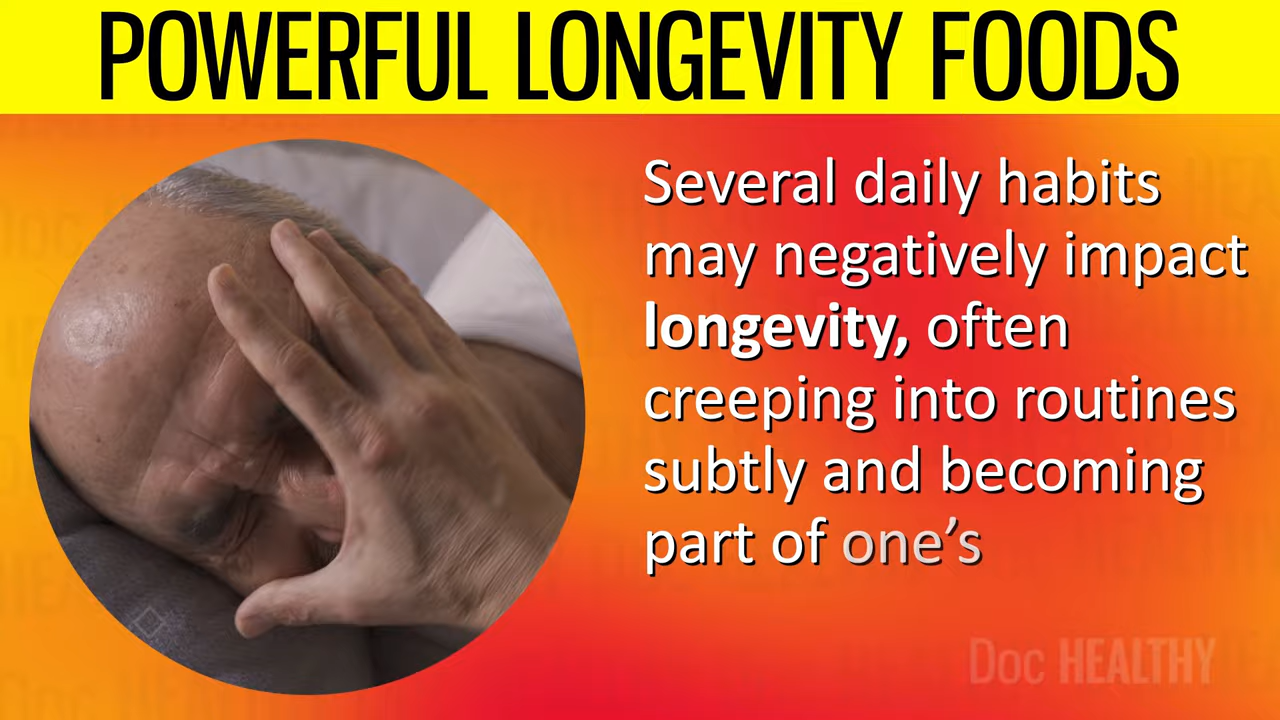 POWERFUL LONGEVITY FOODS
Several daily habits
may negatively impact
longevity, often
creeping into routines
subtly and becoming
part of one’s
Doc HEALTHY